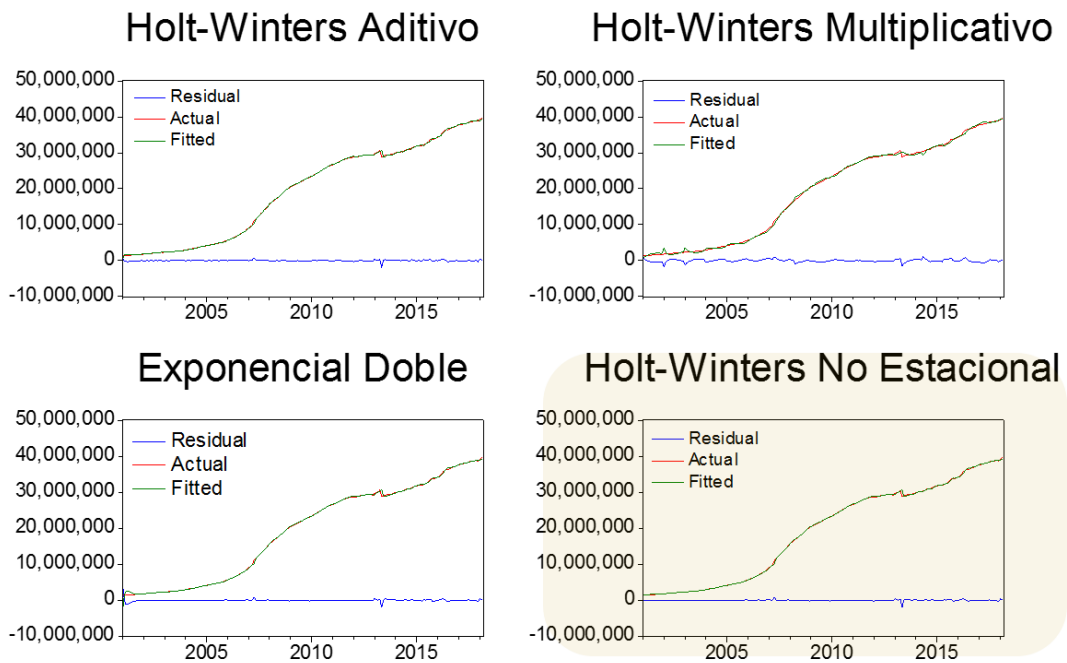 Holt-Winters Aditivo
50,000,000
40,000,000
30,000,000
20,000,000
10,000,000
0
-10,000,000
Residual
Actual
Fitted
2005 2010 2015
Holt-Winters Multiplicativo
50,000,000
40,000,000
30,000,000
20,000,000
10,000,000
0
-10,000,000
Residual
Actual
Fitted
2005 2010 2015
Exponencial Doble
50,000,000
40,000,000
30,000,000
20,000,000
10,000,000
0
-10,000,000
Residual
Actual
Fitted
2005 2010 2015
Holt-Winters No Estacional
50,000,000
40,000,000
30,000,000
20,000,000
10,000,000
0
-10,000,000
Residual
Actual
Fitted
2005 2010 2015